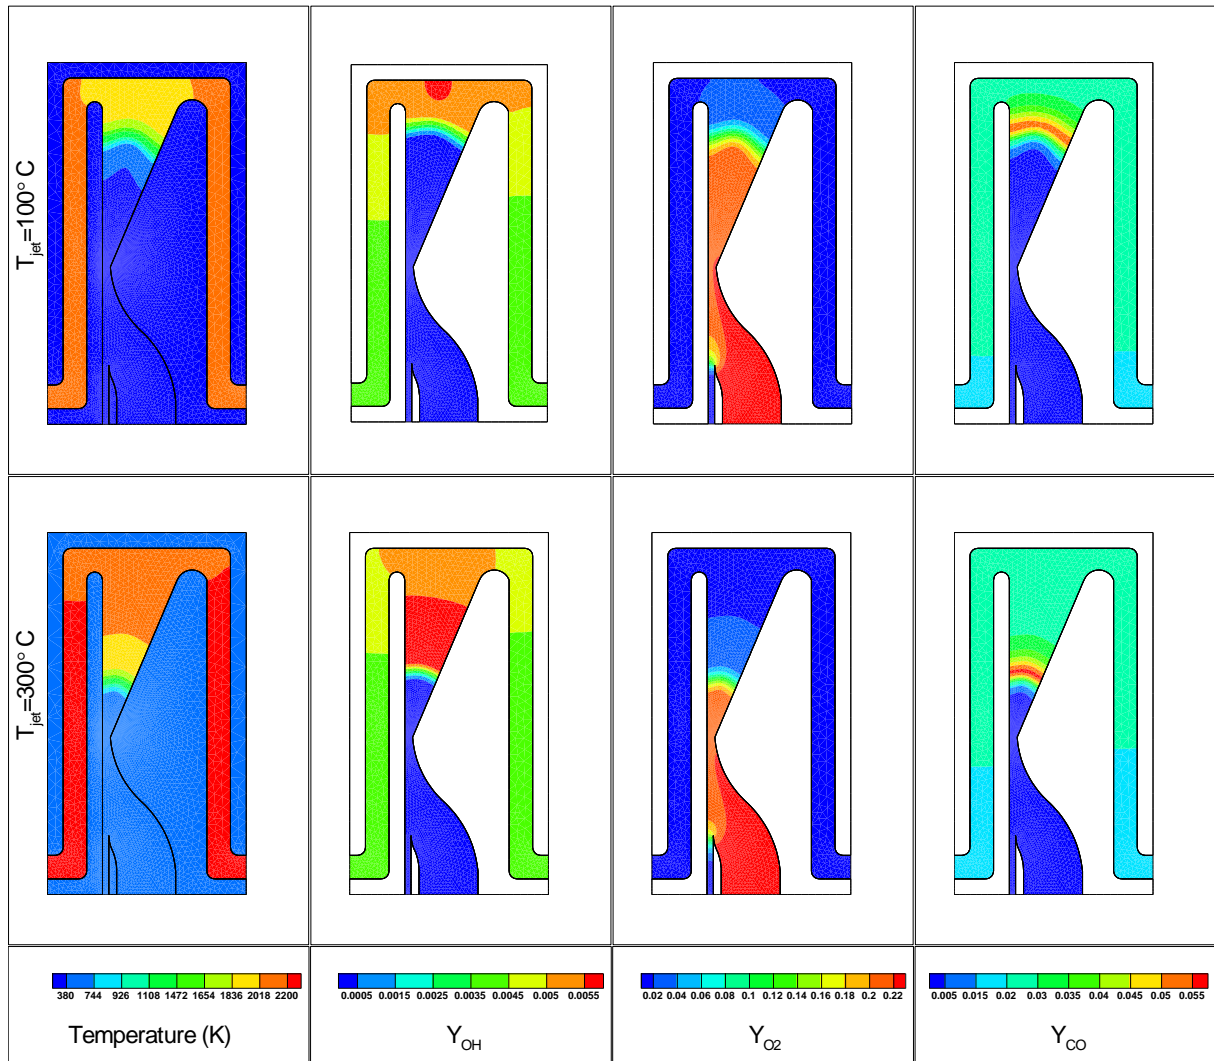 T_jet=100° C
T_jet=300° C
380 744 926 1108 1472 1654 1836 2018 2200
Temperature (K)
0.0005 0.0015 0.0025 0.0035 0.0045 0.005 0.0055
Y_OH
0.02 0.04 0.06 0.08 0.1 0.12 0.14 0.16 0.18 0.2 0.22
Y_O2
0.005 0.015 0.02 0.03 0.035 0.04 0.045 0.05 0.055
Y_CO